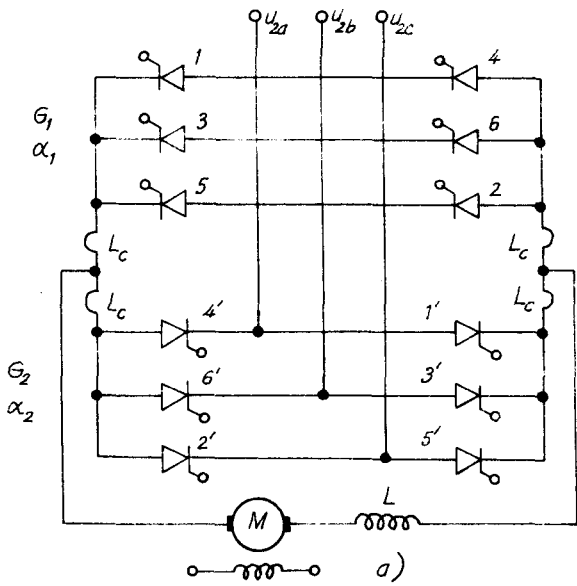 u2a u2b u2c
1 4
G1 3 6
α1
5 2
Lc Lc
Lc Lc
4' 1'
G2 6' 3'
α2
2' 5'
M L
a)